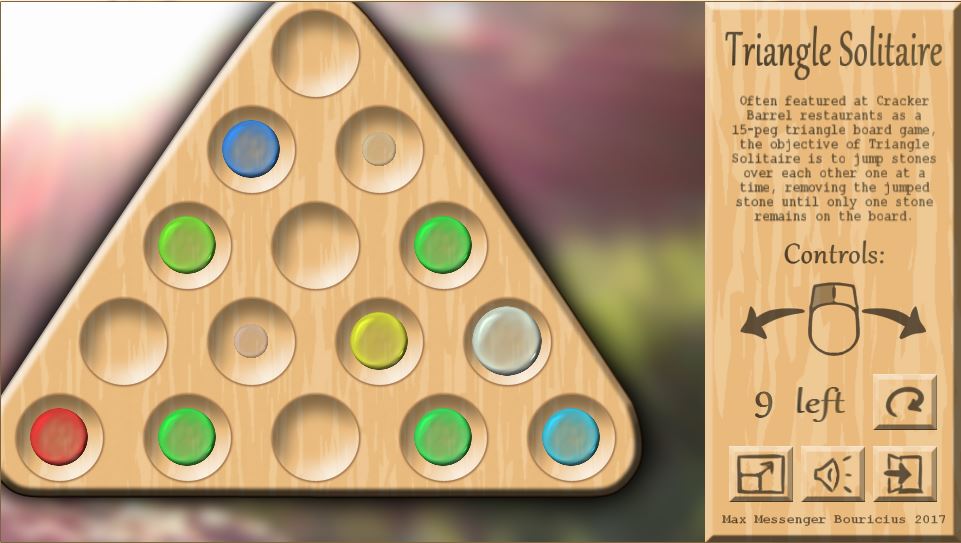 Triangle Solitaire
Often featured at Cracker
Barrel restaurants as a
15-peg triangle board game,
the objective of Triangle
Solitaire is to jump stones
over each other one at a
time, removing the jumped
stone until only one stone
remains on the board.
Controls:
9 left
Max Messenger Bouricius 2017